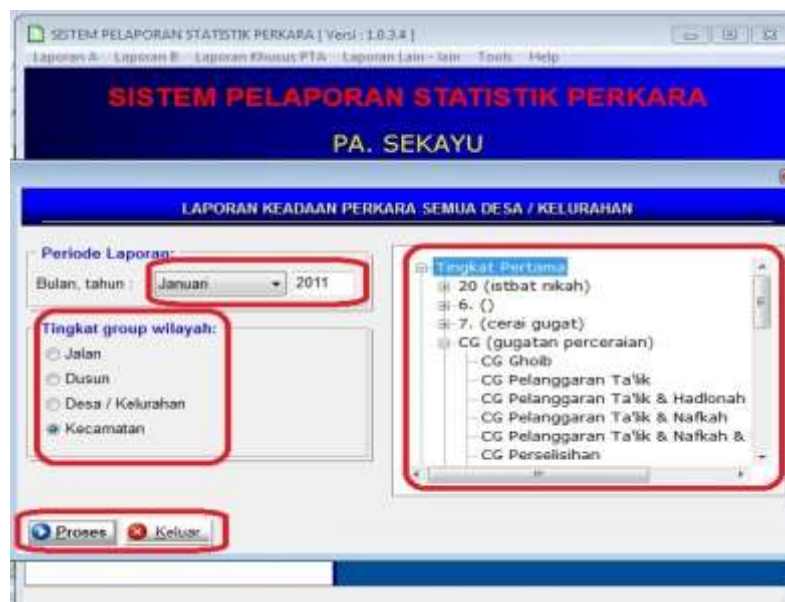 SISTEM PELAPORAN STATISTIK PERKARA [ Versi : 1.0.3.4 ]
Laporan A Laporan B Laporan Khusus PTA Laporan Lain - lain Tools Help
SISTEM PELAPORAN STATISTIK PERKARA
PA. SEKAYU
LAPORAN KEADAAN PERKARA SEMUA DESA / KELURAHAN
Periode Laporan:
Bulan, tahun : Januari 2011
Tingkat group wilayah:
Jalan
Dusun
Desa / Kelurahan
Kecamatan
Tingkat Pertama
20 (istbat nikah)
6. ()
7. (cerai gugat)
CG (gugatan perceraian)
CG Ghoib
CG Pelanggaran Ta'lik
CG Pelanggaran Ta'lik & Hadlonah
CG Pelanggaran Ta'lik & Nafkah
CG Pelanggaran Ta'lik & Nafkah &
CG Perselisihan
Proses Keluar